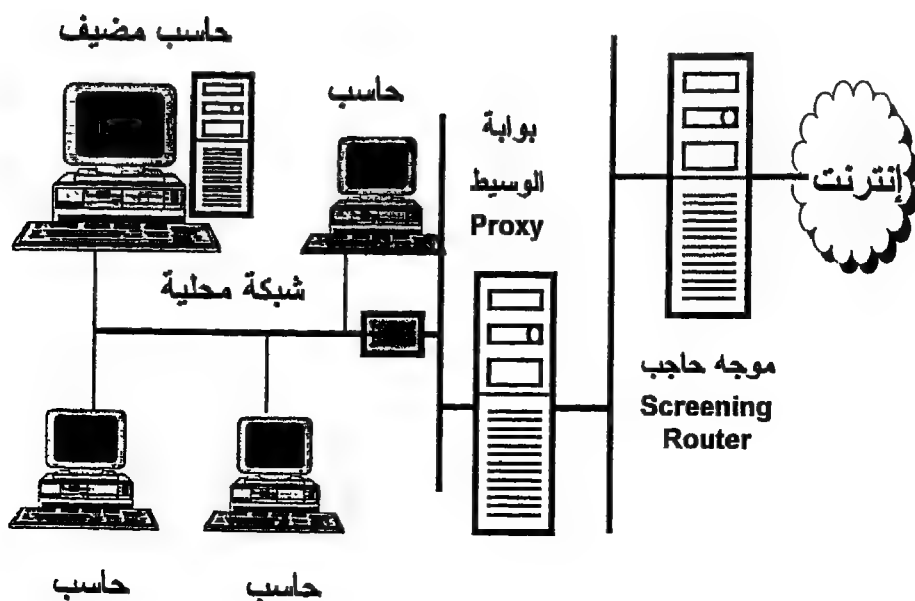 حاسب مضيف
حاسب
بوابة
الوسيط
Proxy
إنترنت
شبكة محلية
موجه حاجب
Screening
Router
حاسب
حاسب